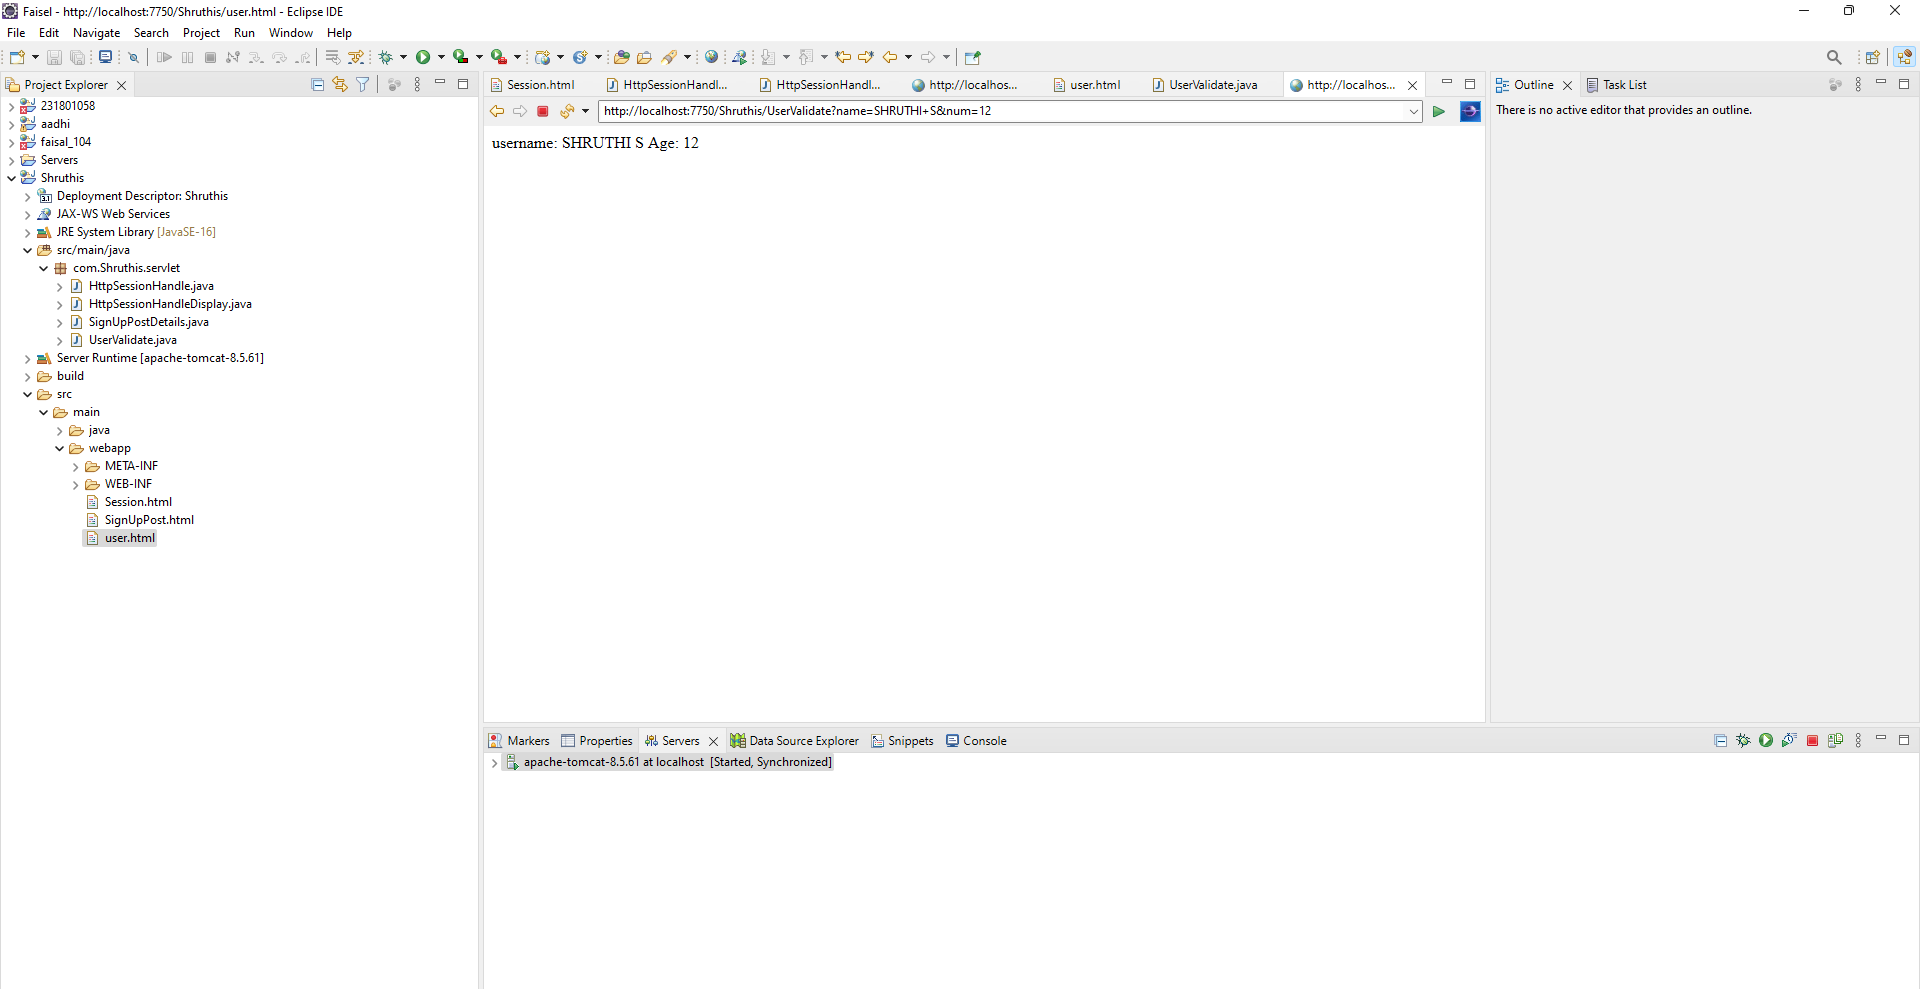 Faisel - http://localhost:7750/Shruthis/user.html - Eclipse IDE
File Edit Navigate Search Project Run Window Help
Project Explorer
231801058
aadhi
faisal_104
Servers
Shruthis
Deployment Descriptor: Shruthis
JAX-WS Web Services
JRE System Library [JavaSE-16]
src/main/java
com.Shruthis.servlet
HttpSessionHandle.java
HttpSessionHandleDisplay.java
SignUpPostDetails.java
UserValidate.java
Server Runtime [apache-tomcat-8.5.61]
build
src
main
java
webapp
META-INF
WEB-INF
Session.html
SignUpPost.html
user.html
Session.html HttpSessionHandl... HttpSessionHandl... http://localhos... user.html UserValidate.java http://localhos...
http://localhost:7750/Shruthis/UserValidate?name=SHRUTHI+S&num=12
username: SHRUTHI S Age: 12
Outline Task List
There is no active editor that provides an outline.
Markers Properties Servers Data Source Explorer Snippets Console
apache-tomcat-8.5.61 at localhost [Started, Synchronized]